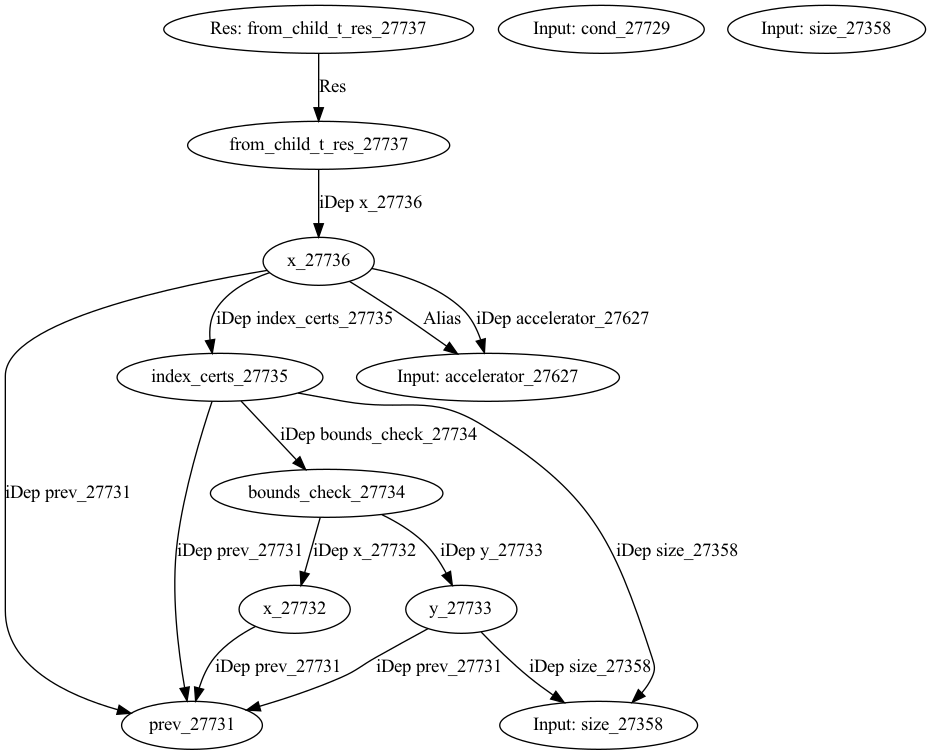 Res: from_child_t_res_27737
Input: cond_27729
Input: size_27358
Res
from_child_t_res_27737
iDep x_27736
x_27736
iDep index_certs_27735
Alias
iDep accelerator_27627
index_certs_27735
Input: accelerator_27627
iDep bounds_check_27734
iDep prev_27731
bounds_check_27734
iDep prev_27731
iDep x_27732
iDep y_27733
iDep size_27358
x_27732
y_27733
iDep prev_27731
iDep prev_27731
iDep size_27358
prev_27731
Input: size_27358